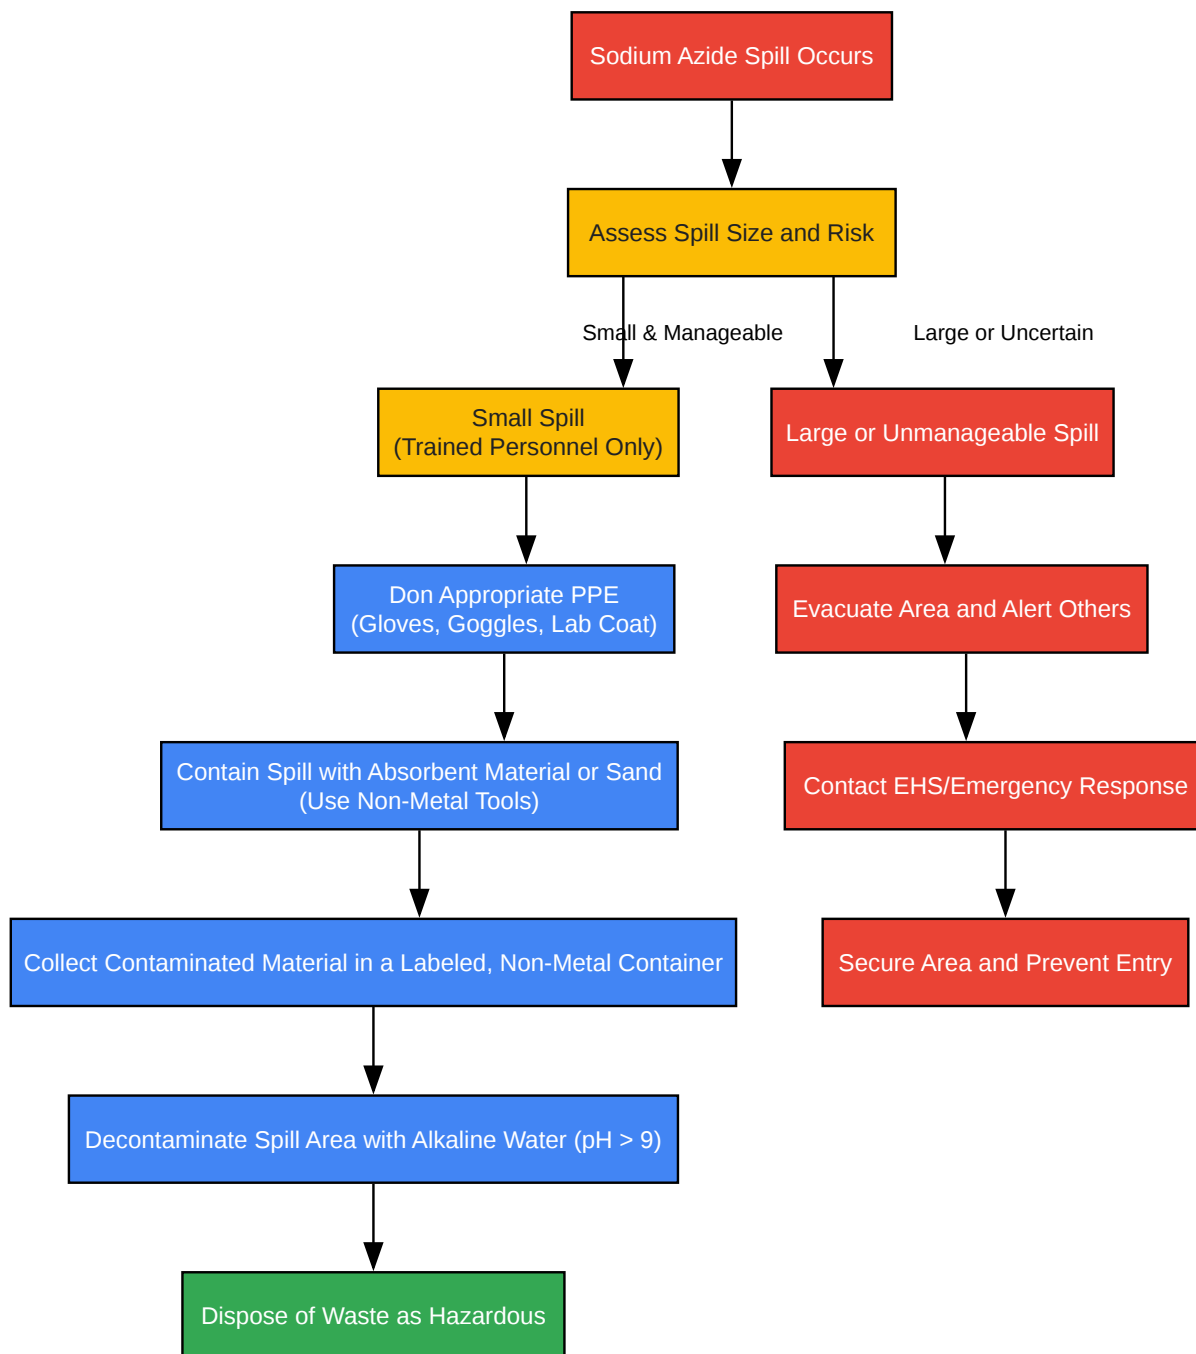 Sodium Azide Spill Occurs
Assess Spill Size and Risk
Small & Manageable
Large or Uncertain
Small Spill
(Trained Personnel Only)
Large or Unmanageable Spill
Don Appropriate PPE
(Gloves, Goggles, Lab Coat)
Evacuate Area and Alert Others
Contain Spill with Absorbent Material or Sand
(Use Non-Metal Tools)
Contact EHS/Emergency Response
Collect Contaminated Material in a Labeled, Non-Metal Container
Secure Area and Prevent Entry
Decontaminate Spill Area with Alkaline Water (pH > 9)
Dispose of Waste as Hazardous